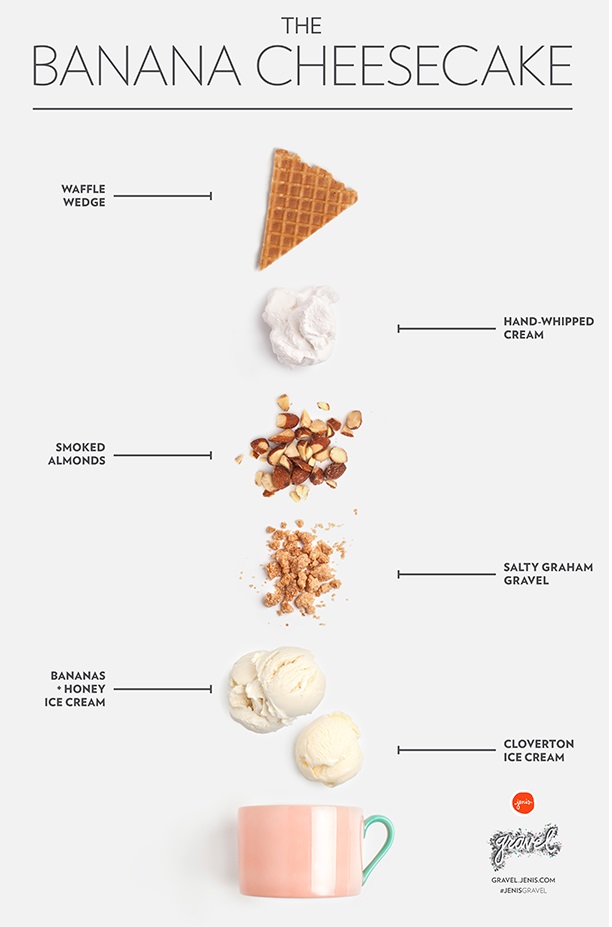 THE
BANANA CHEESECAKE
WAFFLE
WEDGE
HAND-WHIPPED
CREAM
SMOKED
ALMONDS
SALTY GRAHAM
GRAVEL
BANANAS
+ HONEY
ICE CREAM
CLOVERTON
ICE CREAM
jenis
gravel
GRAVEL.JENIS.COM
#JENISGRAVEL